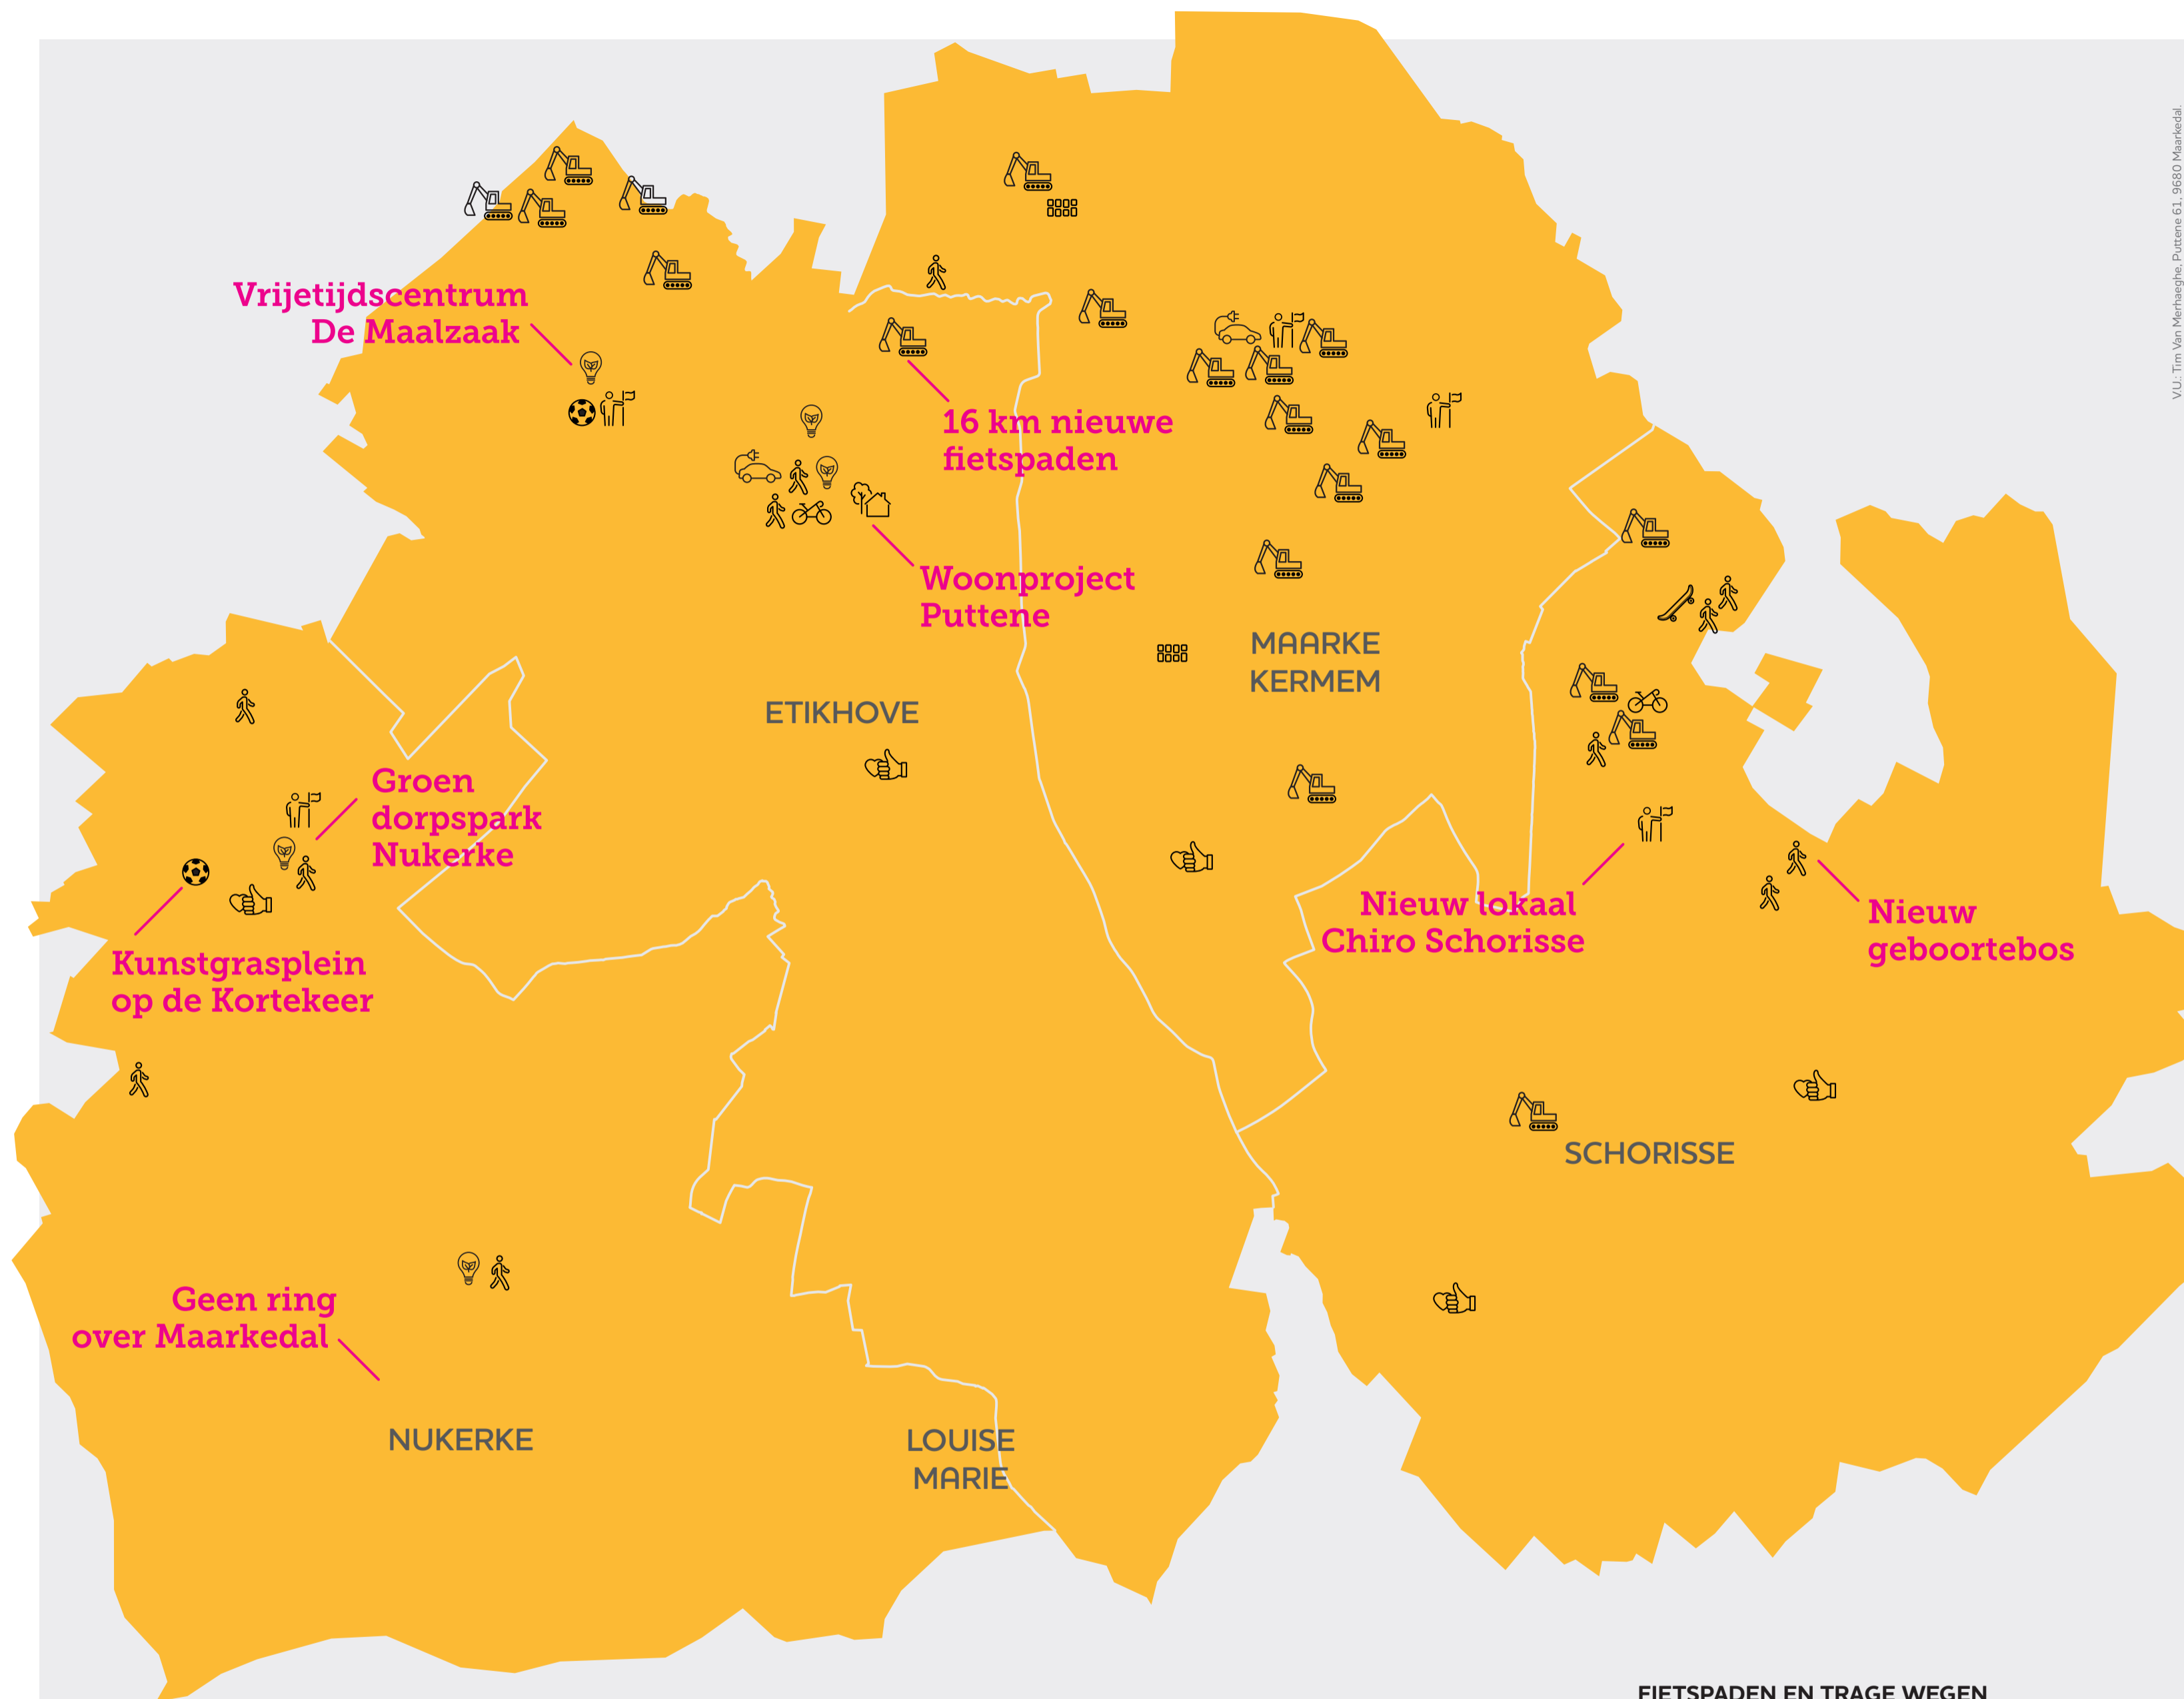 V.U.: Tim Van Merhaeghe, Puttene 61, 9680 Maarkedal.
Vrijetijdscentrum
De Maalzaak
16 km nieuwe
fietspaden
Woonproject
Puttene
MAARKE
KERMEM
ETIKHOVE
Groen
dorpspark
Nukerke
Kunstgrasplein
op de Kortekeer
Nieuw lokaal
Chiro Schorisse
Nieuw
geboortebos
SCHORISSE
Geen ring
over Maarkedal
NUKERKE
LOUISE
MARIE
FIETSPADEN EN TRAGE WEGEN